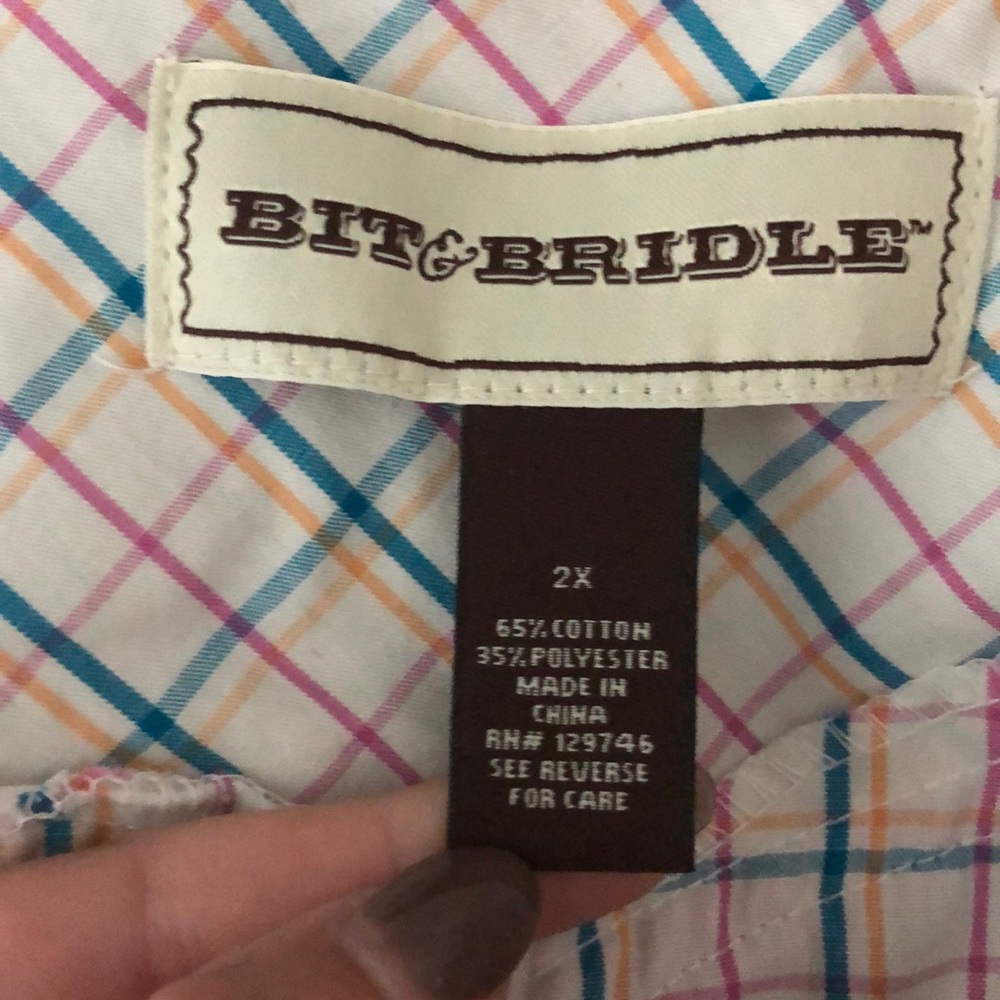 BIT&BRIDLE™
2X
65% COTTON
35% POLYESTER
MADE IN
CHINA
RN# 129746
SEE REVERSE
FOR CARE